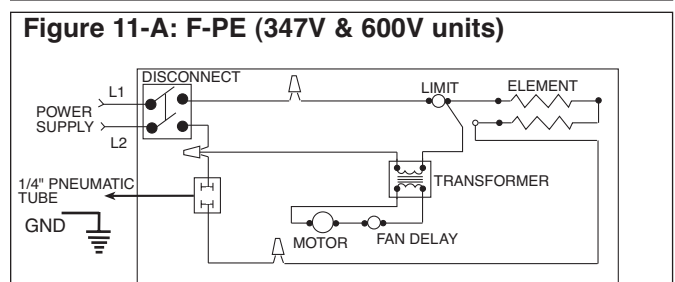 Figure 11-A: F-PE (347V & 600V units)
DISCONNECT
L1
LIMIT
ELEMENT
POWER
SUPPLY
L2
1/4" PNEUMATIC
TUBE
TRANSFORMER
GND
MOTOR
FAN DELAY